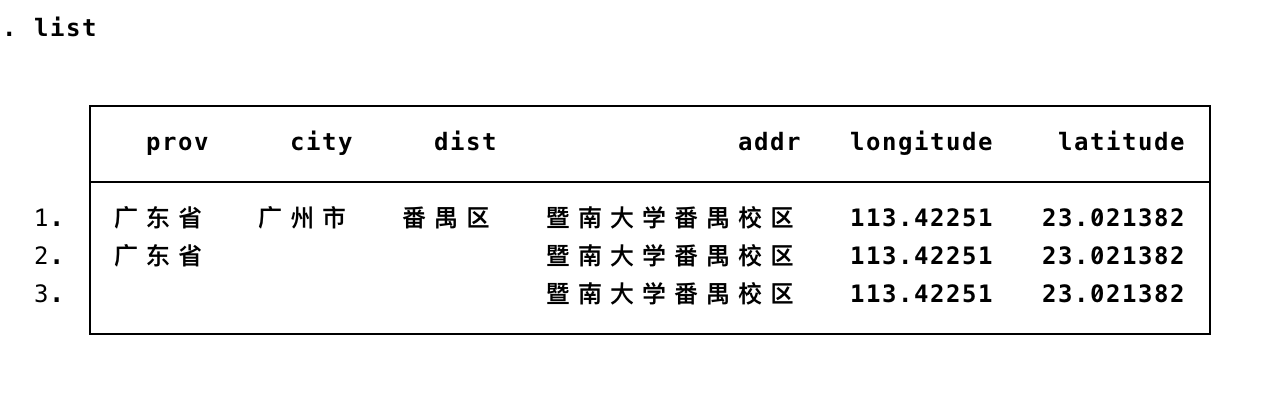 . list
prov city dist addr longitude latitude
1. 广东省 广州市 番禺区 暨南大学番禺校区 113.42251 23.021382
2. 广东省 暨南大学番禺校区 113.42251 23.021382
3. 暨南大学番禺校区 113.42251 23.021382